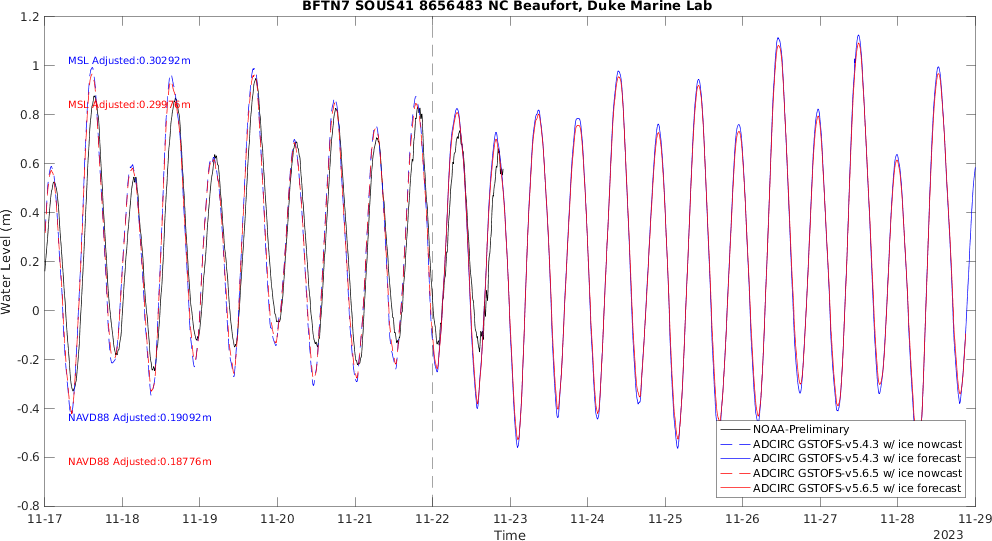 BFTN7 SOUS41 8656483 NC Beaufort, Duke Marine Lab
Water Level (m)
1.2
1
0.8
0.6
0.4
0.2
0
-0.2
-0.4
-0.6
-0.8
MSL Adjusted:0.30292m
MSL Adjusted:0.29976m
NAVD88 Adjusted:0.19092m
NAVD88 Adjusted:0.18776m
NOAA-Preliminary
ADCIRC GSTOFS-v5.4.3 w/ ice nowcast
ADCIRC GSTOFS-v5.4.3 w/ ice forecast
ADCIRC GSTOFS-v5.6.5 w/ ice nowcast
ADCIRC GSTOFS-v5.6.5 w/ ice forecast
11-17 11-18 11-19 11-20 11-21 11-22 11-23 11-24 11-25 11-26 11-27 11-28 11-29
Time
2023